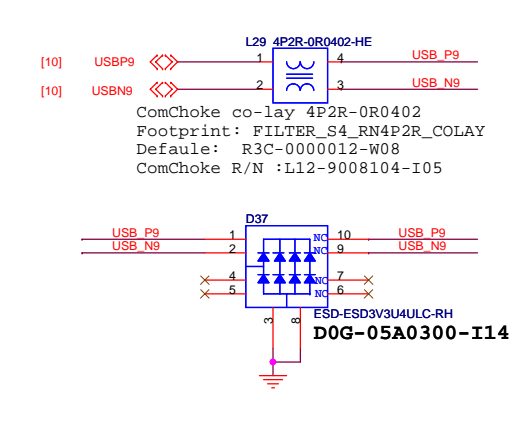 L29 4P2R-0R0402-HE
[10] USBP9 1 4 USB_P9
[10] USBN9 2 3 USB_N9
ComChoke co-lay 4P2R-0R0402
Footprint: FILTER_S4_RN4P2R_COLAY
Defaule: R3C-0000012-W08
ComChoke R/N :L12-9008104-I05
D37
USB_P9 1 NC 10 USB_P9
USB_N9 2 NC 9 USB_N9
4 NC 7
5 NC 6
3 8
ESD-ESD3V3U4ULC-RH
D0G-05A0300-I14